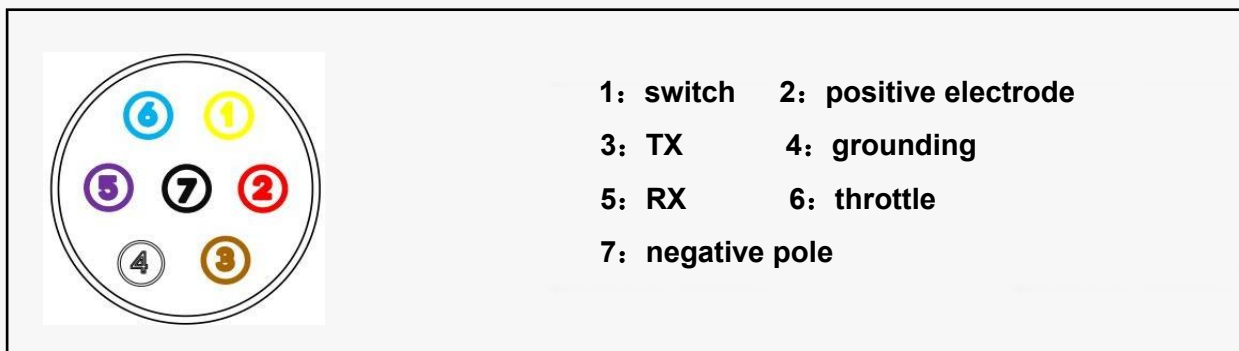 6 1
5 7 2
4 3
1：switch 2：positive electrode
3：TX 4：grounding
5：RX 6：throttle
7：negative pole